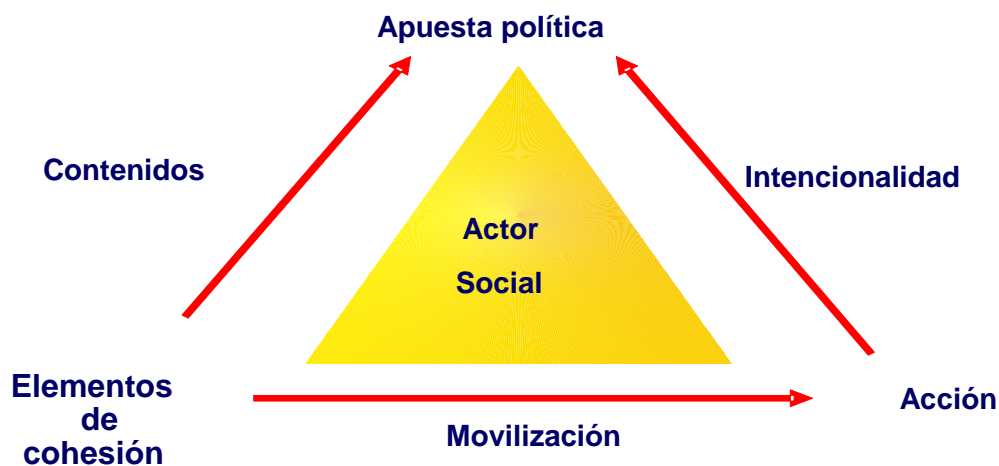 Apuesta política
Contenidos
Intencionalidad
Actor
Social
Elementos
de
cohesión
Acción
Movilización